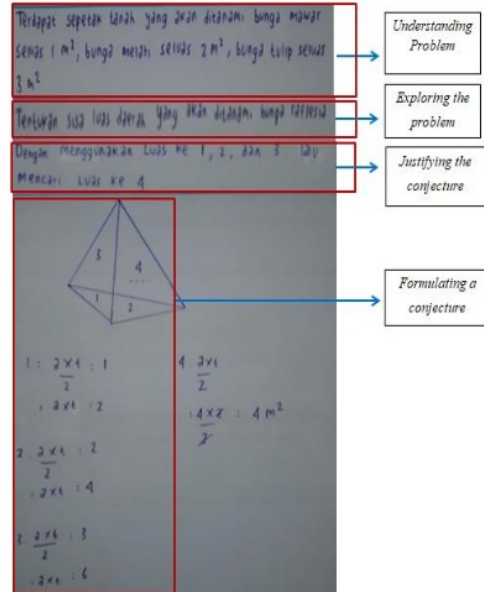 Terdapat sepetak tanah yang akan ditanami bunga mawar
seluas 1 m², bunga melati seluas 2 m², bunga tulip seluas
3 m²
Tentukan sisa luas daerah yang akan ditanami bunga raflesia
Dengan menggunakan Luas ke 1, 2, dan 3 lalu
mencari Luas ke 4
Understanding
Problem
Exploring the
problem
Justifying the
conjecture
Formulating a
conjecture
3
4
....
1
2
1 : a x t : 1
2
: a x t : 2
2. a x t : 2
2
: a x t : 4
3. a x t : 3
2
: a x t : 6
4. a x t
2
: 4 x 2 : 4 m²
2